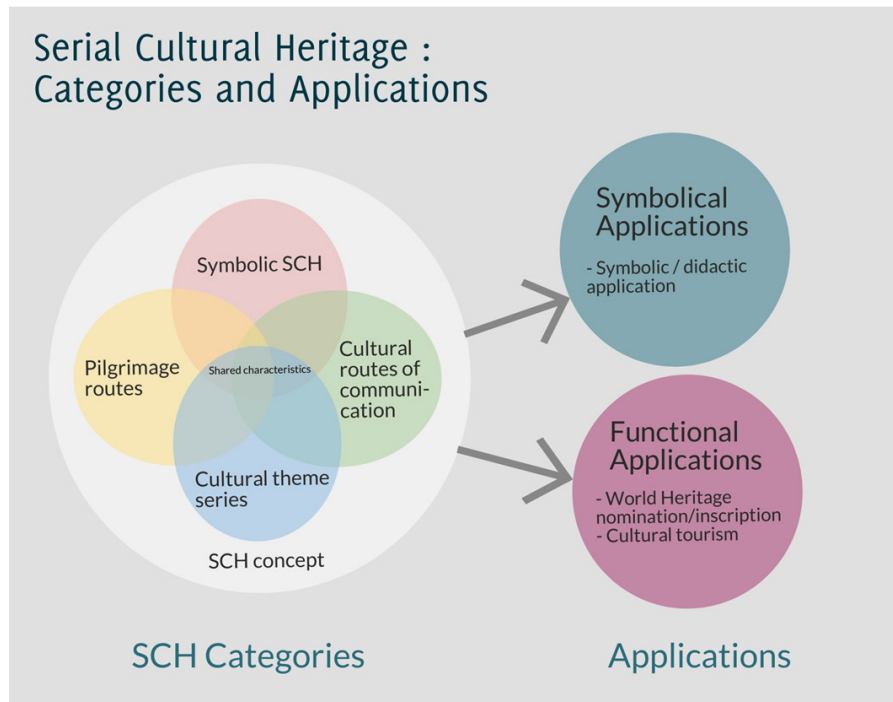 Serial Cultural Heritage :
Categories and Applications
Symbolic SCH
Pilgrimage
routes
Shared characteristics
Cultural
routes of
communi-
cation
Cultural theme
series
SCH concept
Symbolical
Applications
- Symbolic / didactic
application
Functional
Applications
- World Heritage
nomination/inscription
- Cultural tourism
SCH Categories
Applications